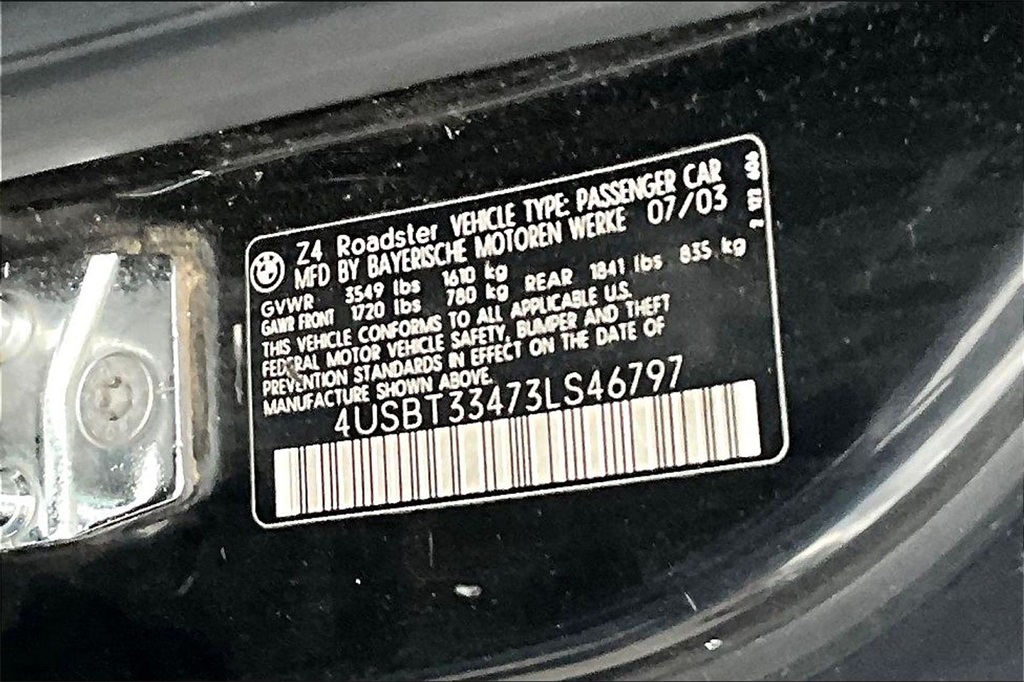 Z4 Roadster VEHICLE TYPE: PASSENGER CAR
MFD BY BAYERISCHE MOTOREN WERKE 07/03
GVWR 3549 lbs 1610 kg
GAWR FRONT 1720 lbs 780 kg REAR 1841 lbs 835 kg
THIS VEHICLE CONFORMS TO ALL APPLICABLE U.S.
FEDERAL MOTOR VEHICLE SAFETY, BUMPER AND THEFT
PREVENTION STANDARDS IN EFFECT ON THE DATE OF
MANUFACTURE SHOWN ABOVE.
4USBT33473LS46797